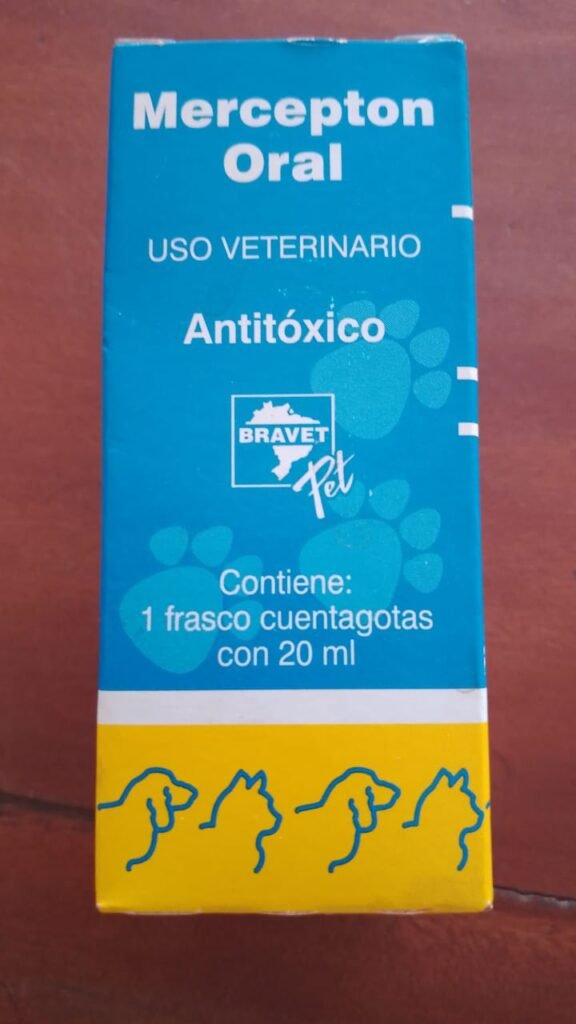 Mercepton
Oral
USO VETERINARIO
Antitóxico
BRAVET
Pet
Contiene:
1 frasco cuentagotas
con 20 ml